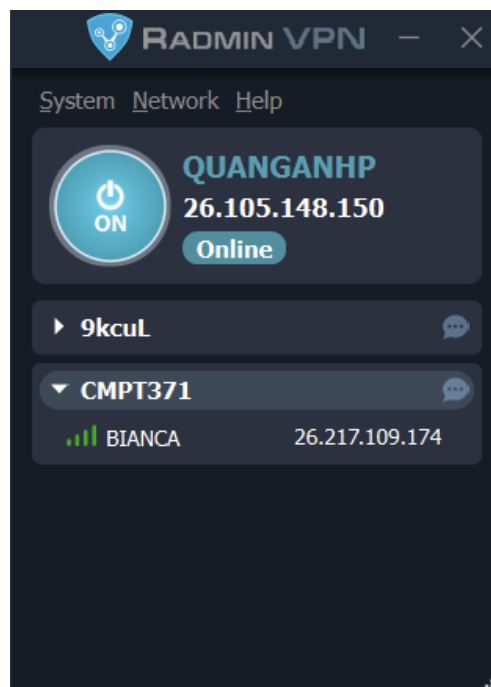 RADMIN VPN
System Network Help
QUANGANHP
26.105.148.150
ON
Online
9kcuL
CMPT371
BIANCA 26.217.109.174